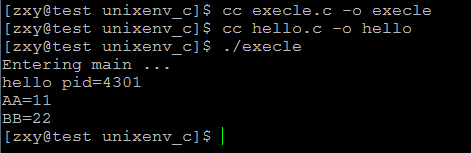 [zxy@test unixenv_c]$ cc execle.c -o execle
[zxy@test unixenv_c]$ cc hello.c -o hello
[zxy@test unixenv_c]$ ./execle
Entering main ...
hello pid=4301
AA=11
BB=22
[zxy@test unixenv_c]$